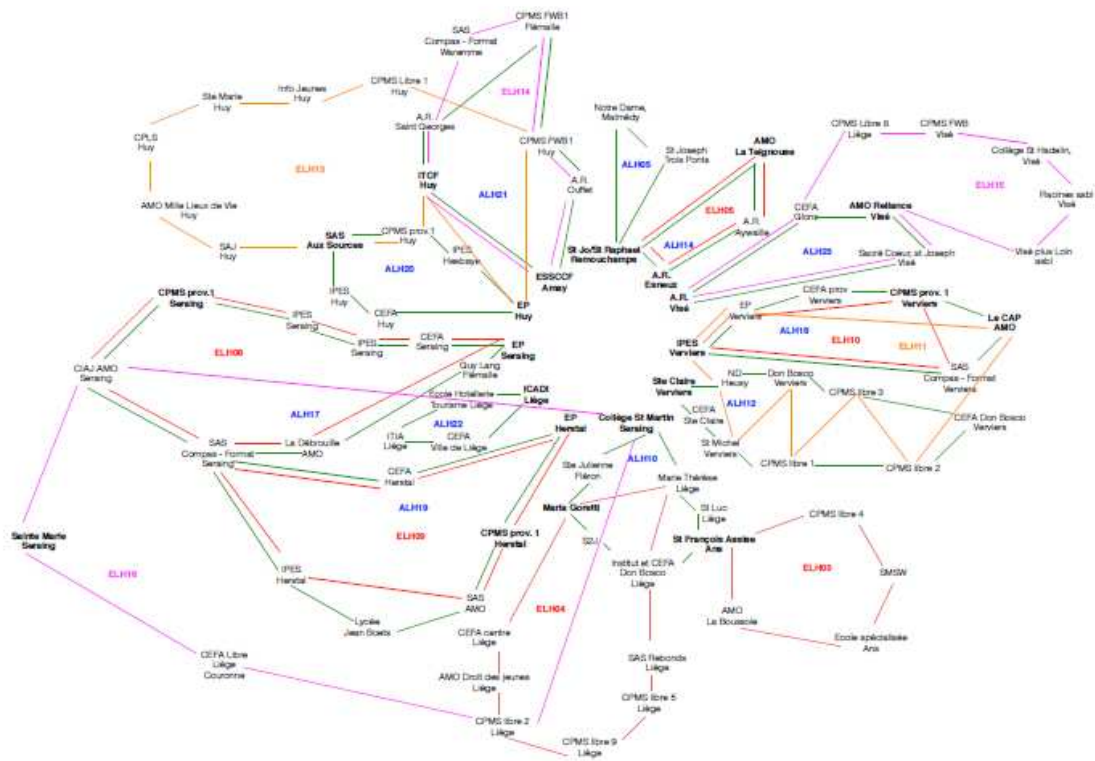 SAS
Compas - Format
Waremme
CPMS FWB1
Flémalle
CPMS Libre 1
Huy
ELH14
Info Jeunes
Huy
Ste Marie
Huy
A.R.
Saint Georges
Notre Dame,
Malmédy
CPLS
Huy
CPMS FWB1
Huy
St Joseph
Trois Ponts
AMO
La Teignouse
CPMS Libre 8
Liège
CPMS FWB
Visé
Collège St Hadelin,
Visé
ALH05
ELH13
ITCF
Huy
ALH21
A.R.
Ouffet
ELH15
AMO Mille Lieux de Vie
Huy
CEFA
Glons
AMO Reliance
Visé
Racines asbl
Visé
A.R.
Aywaille
SAJ
Huy
SAS
Aux Sources
CPMS prov.1
Huy
IPES
Hesbaye
St Jo/St Raphael
Remouchamps
ALH14
ALH23
Sacré Coeur, st Joseph
Visé
Visé plus Loin
asbl
ALH20
ESSCCF
Amay
A.R.
Esneux
CPMS prov.1
Seraing
IPES
Huy
CEFA
Huy
EP
Huy
A.R.
Visé
EP
Verviers
CEFA prov
Verviers
CPMS prov. 1
Verviers
Le CAP
AMO
IPES
Seraing
IPES
Seraing
CEFA
Seraing
EP
Seraing
IPES
Verviers
ELH10
ELH11
CIAJ AMO
Seraing
Guy Lang
Flémalle
SAS
Compas - Format
Verviers
Ecole Hotellerie
Tourisme Liège
ICADI
Liège
Ste Claire
Verviers
ND
Heusy
Don Bosco
Verviers
CPMS libre 3
ALH12
ALH17
ALH22
EP
Herstal
Collège St Martin
Seraing
CEFA
Ste Claire
CEFA Don Bosco
Verviers
SAS
Compas - Format
Seraing
La Débrouille
AMO
ITIA
Liège
CEFA
Ville de Liège
St Michel
Verviers
CPMS libre 1
CPMS libre 2
ALH10
CEFA
Herstal
Ste Julienne
Fléron
Marie Thérèse
Liège
ALH19
Maria Goretti
St Luc
Liège
CPMS libre 4
Sainte Marie
Seraing
CPMS prov. 1
Herstal
S2J
St François Assise
Ans
Institut et CEFA
Don Bosco
Liège
IPES
Herstal
SMSW
SAS
AMO
ELH04
AMO
La Boussole
Lycée
Jean Boets
CEFA centre
Liège
Ecole spécialisée
Ans
CEFA Libre
Liège
Couronne
SAS Rebonds
Liège
AMO Droit des jeunes
Liège
CPMS libre 5
Liège
CPMS libre 2
Liège
CPMS libre 9
Liège